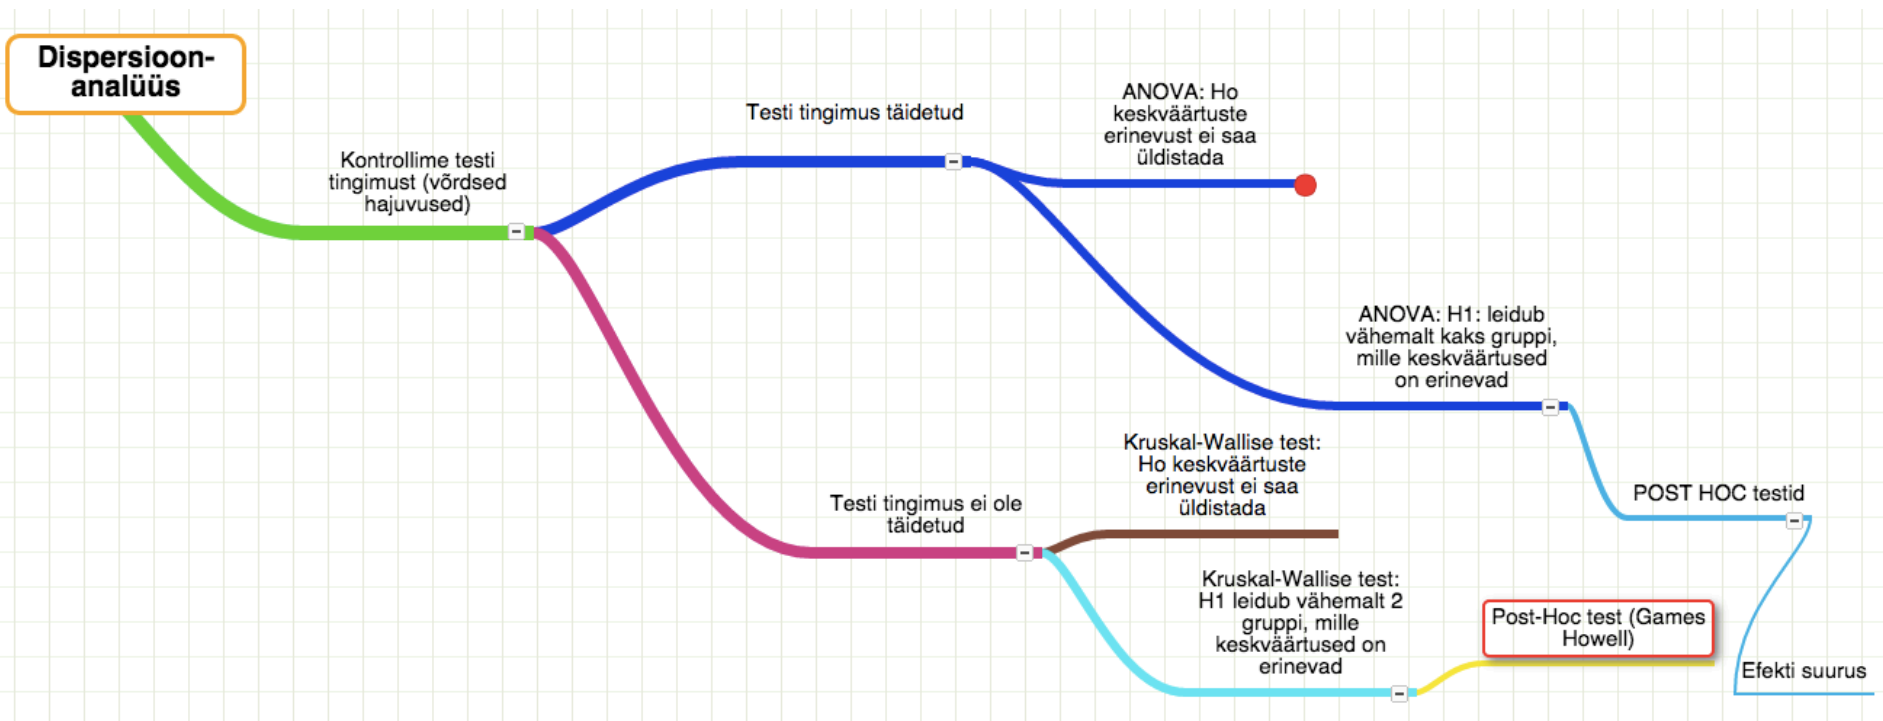 Dispersioon-
analüüs
Kontrollime testi
tingimust (võrdsed
hajuvused)
Testi tingimus täidetud
ANOVA: Ho
keskväärtuste
erinevust ei saa
üldistada
ANOVA: H1: leidub
vähemalt kaks gruppi,
mille keskväärtused
on erinevad
POST HOC testid
Efekti suurus
Testi tingimus ei ole
täidetud
Kruskal-Wallise test:
Ho keskväärtuste
erinevust ei saa
üldistada
Kruskal-Wallise test:
H1 leidub vähemalt 2
gruppi, mille
keskväärtused on
erinevad
Post-Hoc test (Games
Howell)